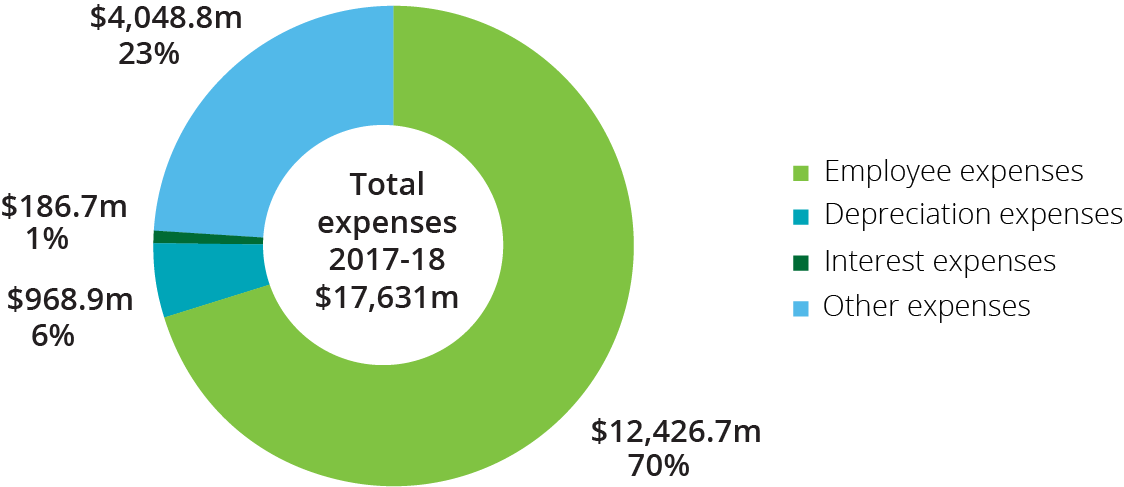 $4,048.8m
23%
$186.7m
1%
$968.9m
6%
Total
expenses
2017-18
$17,631m
$12,426.7m
70%
Employee expenses
Depreciation expenses
Interest expenses
Other expenses